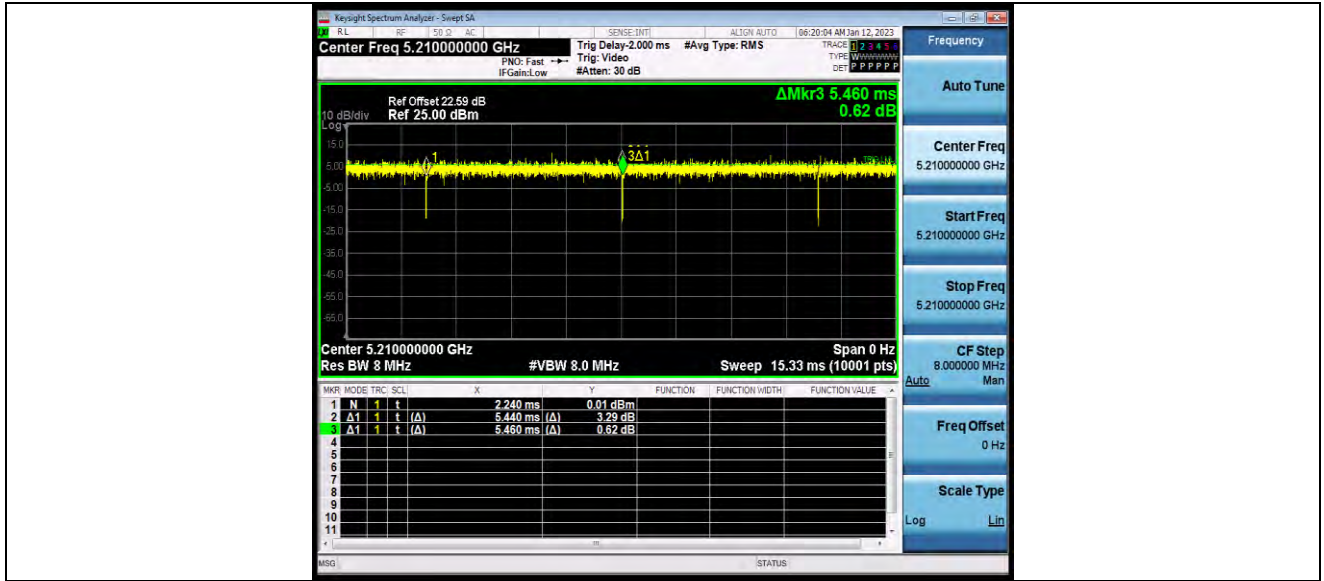 Keysight Spectrum Analyzer - Swept SA
RL RF 50 Ω AC SENSE:INT ALIGN AUTO 06:20:04 AM Jan 12, 2023
Center Freq 5.210000000 GHz Trig Delay-2.000 ms #Avg Type: RMS TRACE 1 2 3 4 5 6
PNO: Fast Trig: Video TYPE WWWWWW
IFGain:Low #Atten: 30 dB DET P P P P P P
Frequency
Auto Tune
ΔMkr3 5.460 ms
Ref Offset 22.59 dB
10 dB/div Ref 25.00 dBm 0.62 dB
Log
15.0
5.00
-5.00
-15.0
-25.0
-35.0
-45.0
-55.0
-65.0
1
3Δ1
Center 5.210000000 GHz Span 0 Hz
Res BW 8 MHz #VBW 8.0 MHz Sweep 15.33 ms (10001 pts)
MKR MODE TRC SCL X Y FUNCTION FUNCTION WIDTH FUNCTION VALUE
1 N 1 t 2.240 ms 0.01 dBm
2 Δ1 1 t (Δ) 5.440 ms (Δ) 3.29 dB
3 Δ1 1 t (Δ) 5.460 ms (Δ) 0.62 dB
4
5
6
7
8
9
10
11
Center Freq
5.210000000 GHz
Start Freq
5.210000000 GHz
Stop Freq
5.210000000 GHz
CF Step
8.000000 MHz
Auto Man
Freq Offset
0 Hz
Scale Type
Log Lin
MSG STATUS